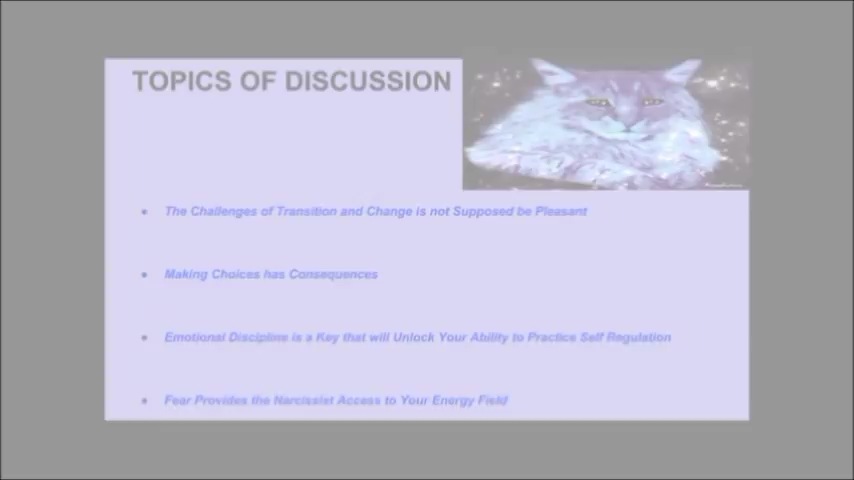 TOPICS OF DISCUSSION
• The Challenges of Transition and Change is not Supposed be Pleasant
• Making Choices has Consequences
• Emotional Discipline is a Key that will Unlock Your Ability to Practice Self Regulation
• Fear Provides the Narcissist Access to Your Energy Field